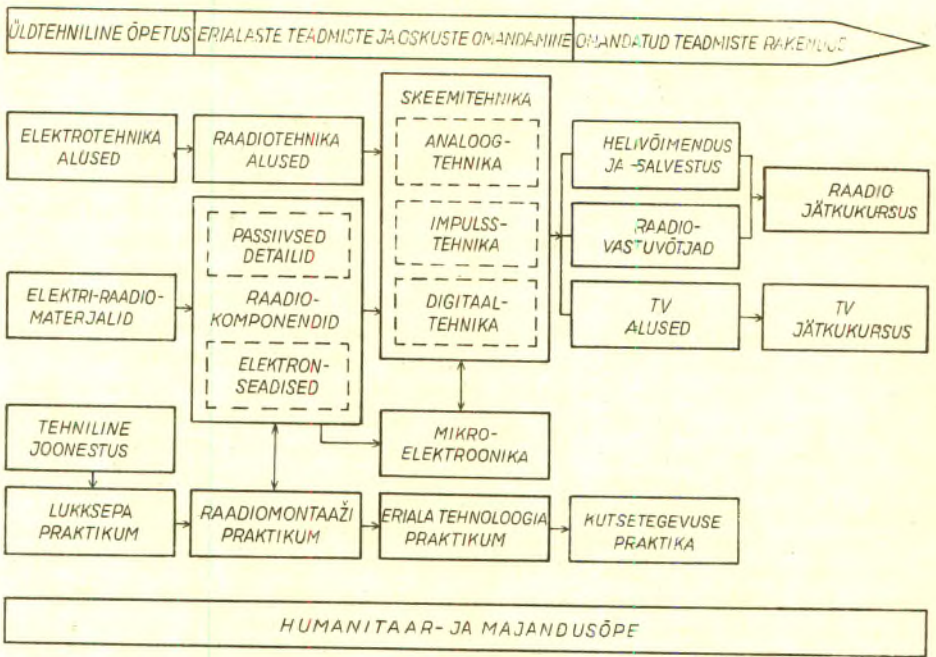 ÜLDTEHNILINE ÕPETUS
ERIALASTE TEADMISTE JA OSKUSTE OMANDAMINE
OMANDATUD TEADMISTE RAKENDUS
ELEKTROTEHNIKA
ALUSED
RAADIOTEHNIKA
ALUSED
SKEEMITEHNIKA
ANALOOG-
TEHNIKA
IMPULSS-
TEHNIKA
DIGITAAL-
TEHNIKA
HELIVÕIMENDUS
JA -SALVESTUS
RAADIO-
VASTUVÕTJAD
RAADIO
JÄTKUKURSUS
ELEKTRI-RAADIO-
MATERJALID
PASSIIVSED
DETAILID
RAADIO-
KOMPONENDID
ELEKTRON-
SEADISED
TV
ALUSED
TV
JÄTKUKURSUS
TEHNILINE
JOONESTUS
MIKRO-
ELEKTROONIKA
LUKKSEPA
PRAKTIKUM
RAADIOMONTAAŽI
PRAKTIKUM
ERIALA TEHNOLOOGIA
PRAKTIKUM
KUTSETEGEVUSE
PRAKTIKA
HUMANITAAR- JA MAJANDUSÕPE